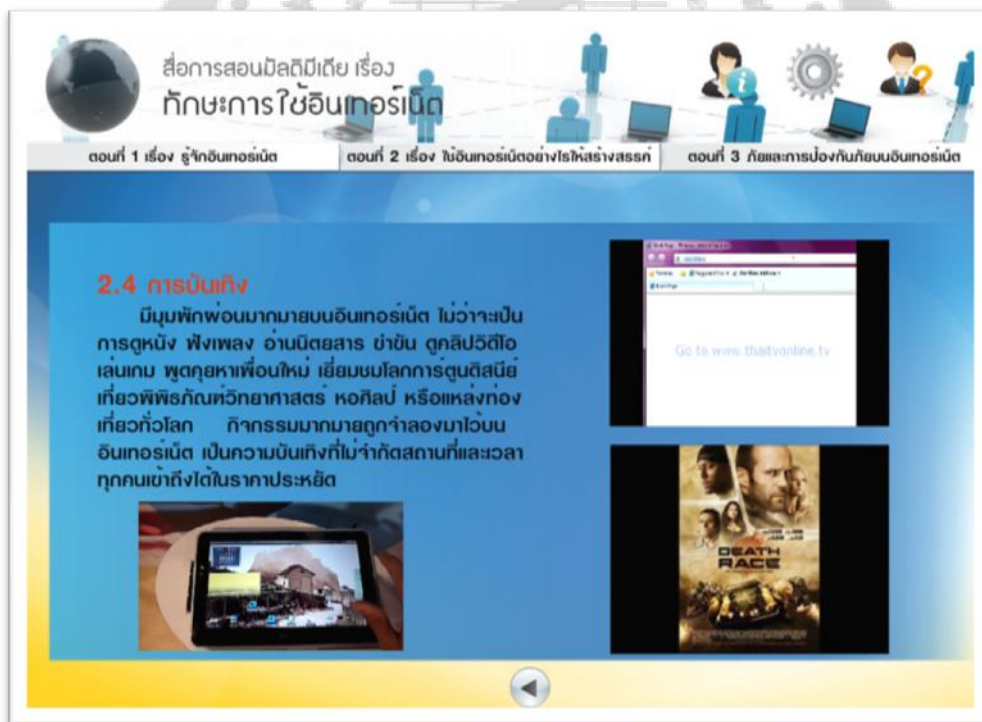 สื่อการสอนมัลติมีเดีย เรื่อง
ทักษะการใช้อินเทอร์เน็ต
ตอนที่ 1 เรื่อง รู้จักอินเทอร์เน็ต
ตอนที่ 2 เรื่อง ใช้อินเทอร์เน็ตอย่างไรให้สร้างสรรค์
ตอนที่ 3 ภัยและการป้องกันภัยบนอินเทอร์เน็ต
2.4 การบันเทิง
มีมุมพักผ่อนมากมายบนอินเทอร์เน็ต ไม่ว่าจะเป็น
การดูหนัง ฟังเพลง อ่านนิตยสาร ขำขัน ดูคลิปวิดีโอ
เล่นเกม พูดคุยหาเพื่อนใหม่ เยี่ยมชมโลกการ์ตูนดิสนีย์
เที่ยวพิพิธภัณฑ์วิทยาศาสตร์ หอศิลป์ หรือแหล่งท่อง
เที่ยวทั่วโลก กิจกรรมมากมายถูกจำลองมาไว้บน
อินเทอร์เน็ต เป็นความบันเทิงที่ไม่จำกัดสถานที่และเวลา
ทุกคนเข้าถึงได้ในราคาประหยัด
Go to www.thaitvonline.tv
DEATH
RACE